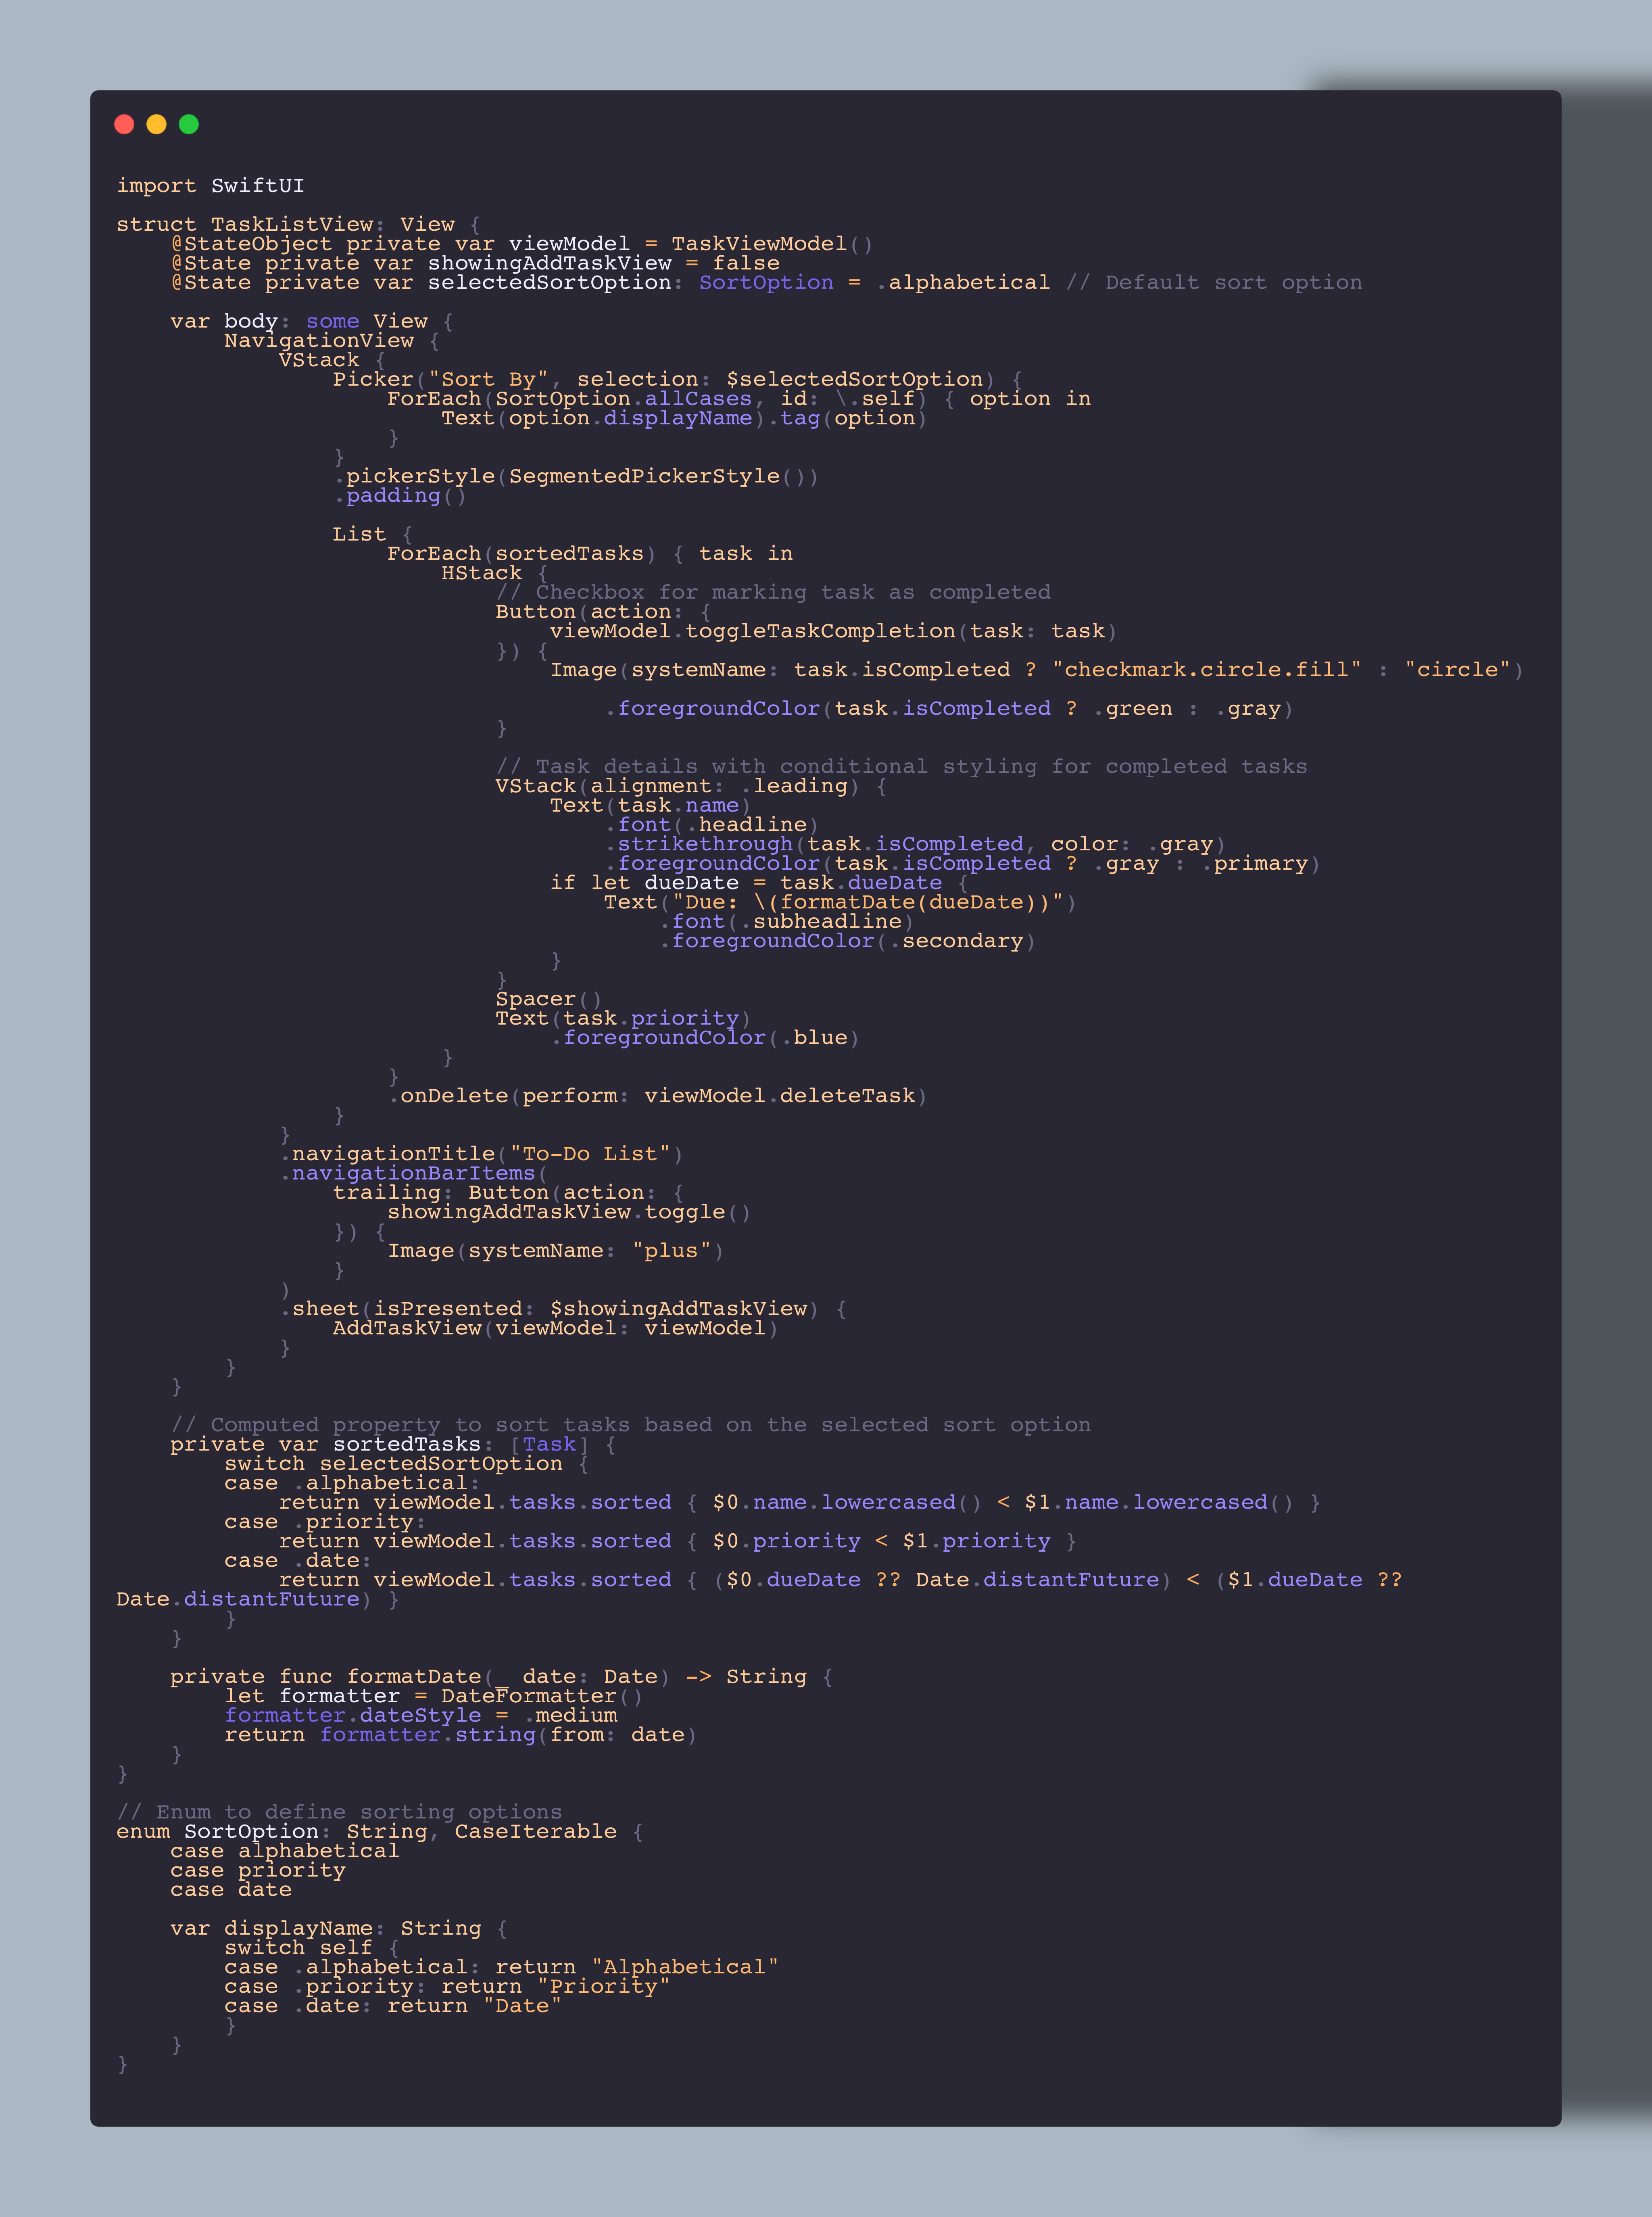 import SwiftUI

struct TaskListView: View {
    @StateObject private var viewModel = TaskViewModel()
    @State private var showingAddTaskView = false
    @State private var selectedSortOption: SortOption = .alphabetical // Default sort option

    var body: some View {
        NavigationView {
            VStack {
                Picker("Sort By", selection: $selectedSortOption) {
                    ForEach(SortOption.allCases, id: \.self) { option in
                        Text(option.displayName).tag(option)
                    }
                }
                .pickerStyle(SegmentedPickerStyle())
                .padding()

                List {
                    ForEach(sortedTasks) { task in
                        HStack {
                            // Checkbox for marking task as completed
                            Button(action: {
                                viewModel.toggleTaskCompletion(task: task)
                            }) {
                                Image(systemName: task.isCompleted ? "checkmark.circle.fill" : "circle")

                                    .foregroundColor(task.isCompleted ? .green : .gray)
                            }

                            // Task details with conditional styling for completed tasks
                            VStack(alignment: .leading) {
                                Text(task.name)
                                    .font(.headline)
                                    .strikethrough(task.isCompleted, color: .gray)
                                    .foregroundColor(task.isCompleted ? .gray : .primary)
                                if let dueDate = task.dueDate {
                                    Text("Due: \(formatDate(dueDate))")
                                        .font(.subheadline)
                                        .foregroundColor(.secondary)
                                }
                            }
                            Spacer()
                            Text(task.priority)
                                .foregroundColor(.blue)
                        }
                    }
                    .onDelete(perform: viewModel.deleteTask)
                }
            }
            .navigationTitle("To-Do List")
            .navigationBarItems(
                trailing: Button(action: {
                    showingAddTaskView.toggle()
                }) {
                    Image(systemName: "plus")
                }
            )
            .sheet(isPresented: $showingAddTaskView) {
                AddTaskView(viewModel: viewModel)
            }
        }
    }

    // Computed property to sort tasks based on the selected sort option
    private var sortedTasks: [Task] {
        switch selectedSortOption {
        case .alphabetical:
            return viewModel.tasks.sorted { $0.name.lowercased() < $1.name.lowercased() }
        case .priority:
            return viewModel.tasks.sorted { $0.priority < $1.priority }
        case .date:
            return viewModel.tasks.sorted { ($0.dueDate ?? Date.distantFuture) < ($1.dueDate ??
Date.distantFuture) }
        }
    }

    private func formatDate(_ date: Date) -> String {
        let formatter = DateFormatter()
        formatter.dateStyle = .medium
        return formatter.string(from: date)
    }
}

// Enum to define sorting options
enum SortOption: String, CaseIterable {
    case alphabetical
    case priority
    case date

    var displayName: String {
        switch self {
        case .alphabetical: return "Alphabetical"
        case .priority: return "Priority"
        case .date: return "Date"
        }
    }
}